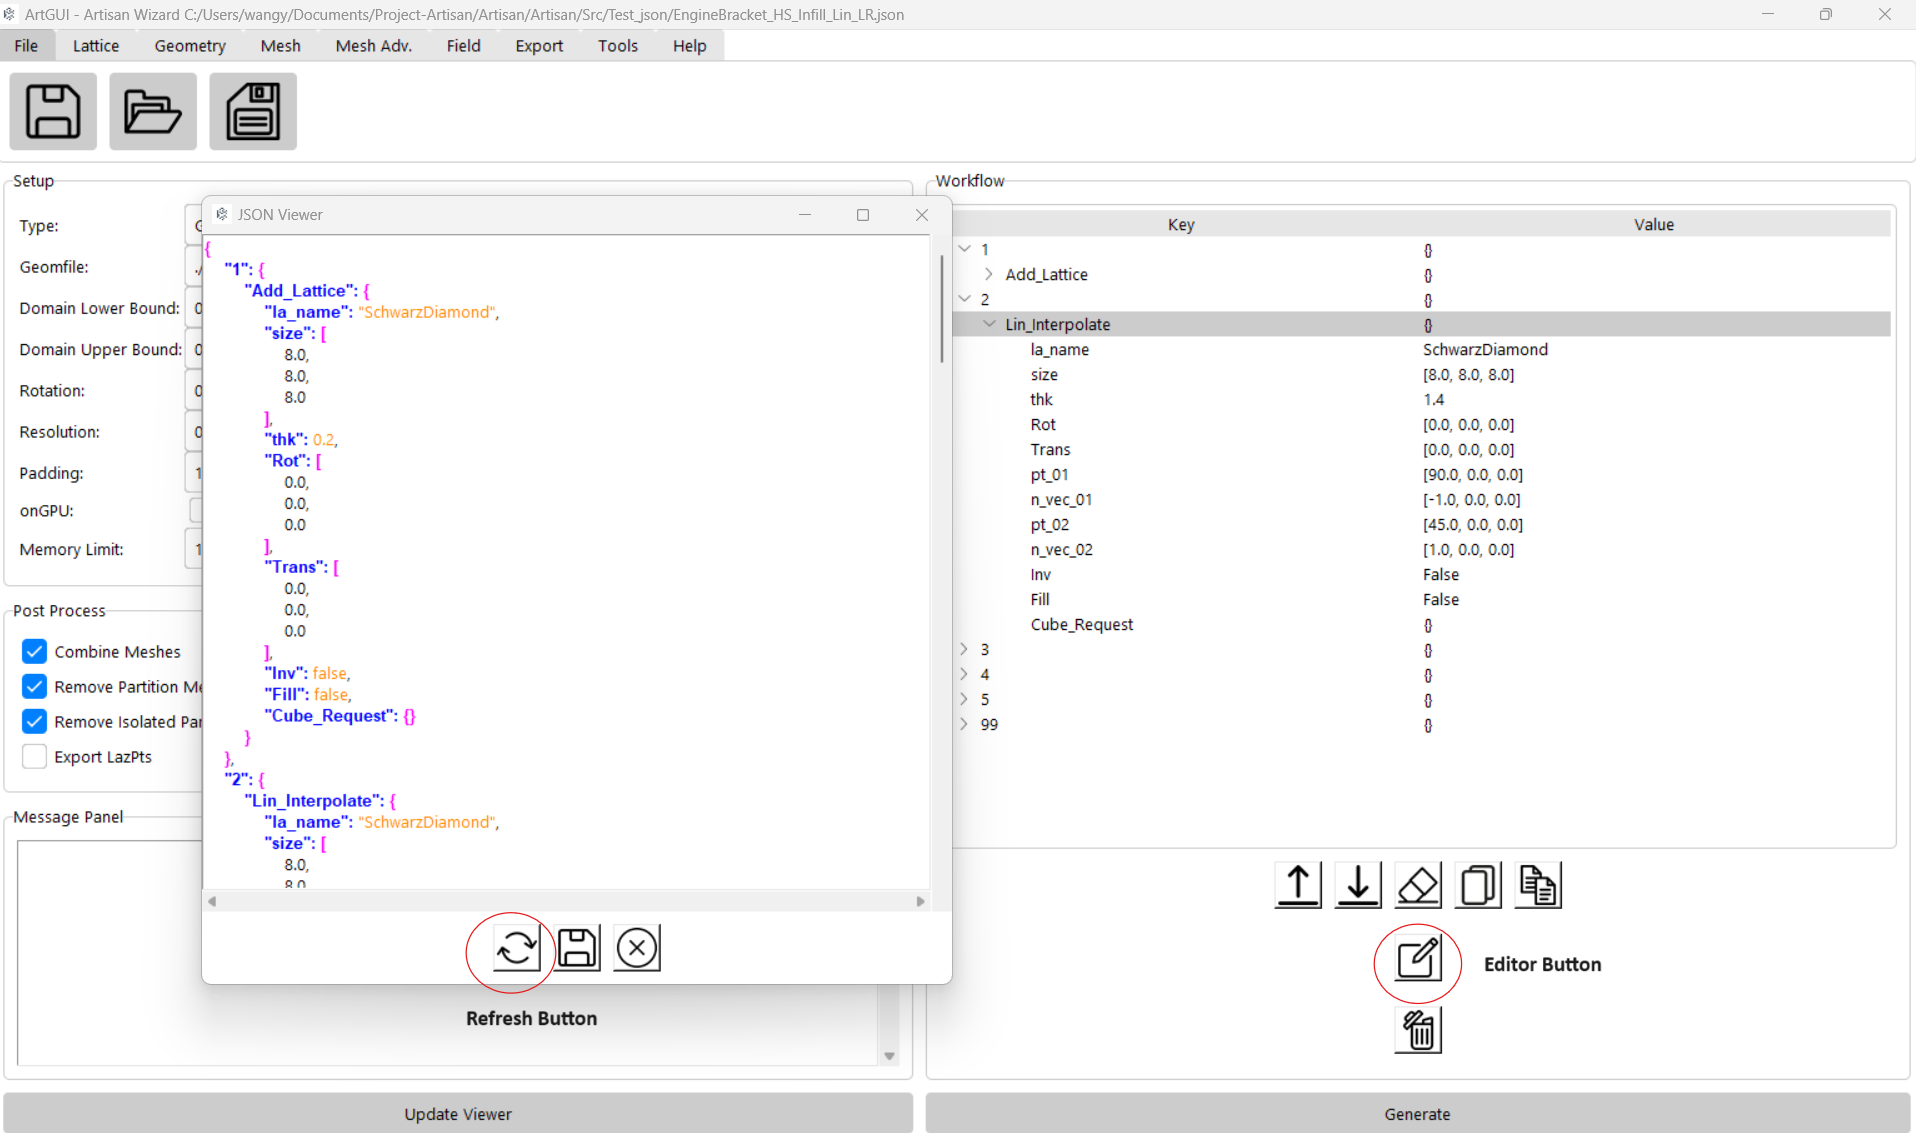 ArtGUI - Artisan Wizard C:/Users/wangy/Documents/Project-Artisan/Artisan/Artisan/Src/Test_json/EngineBracket_HS_Infill_Lin_LR.json
File Lattice Geometry Mesh Mesh Adv. Field Export Tools Help
Setup
Type:
Geomfile:
Domain Lower Bound:
Domain Upper Bound:
Rotation:
Resolution:
Padding:
onGPU:
Memory Limit:
Post Process
Combine Meshes
Remove Partition Me
Remove Isolated Par
Export LazPts
Message Panel
JSON Viewer
{
"1": {
"Add_Lattice": {
"la_name": "SchwarzDiamond",
"size": [
8.0,
8.0,
8.0
],
"thk": 0.2,
"Rot": [
0.0,
0.0,
0.0
],
"Trans": [
0.0,
0.0,
0.0
],
"Inv": false,
"Fill": false,
"Cube_Request": {}
}
},
"2": {
"Lin_Interpolate": {
"la_name": "SchwarzDiamond",
"size": [
8.0,
8.0
Refresh Button
Workflow
Key Value
1 {}
Add_Lattice {}
2 {}
Lin_Interpolate {}
la_name SchwarzDiamond
size [8.0, 8.0, 8.0]
thk 1.4
Rot [0.0, 0.0, 0.0]
Trans [0.0, 0.0, 0.0]
pt_01 [90.0, 0.0, 0.0]
n_vec_01 [-1.0, 0.0, 0.0]
pt_02 [45.0, 0.0, 0.0]
n_vec_02 [1.0, 0.0, 0.0]
Inv False
Fill False
Cube_Request {}
3 {}
4 {}
5 {}
99 {}
Editor Button
Update Viewer
Generate